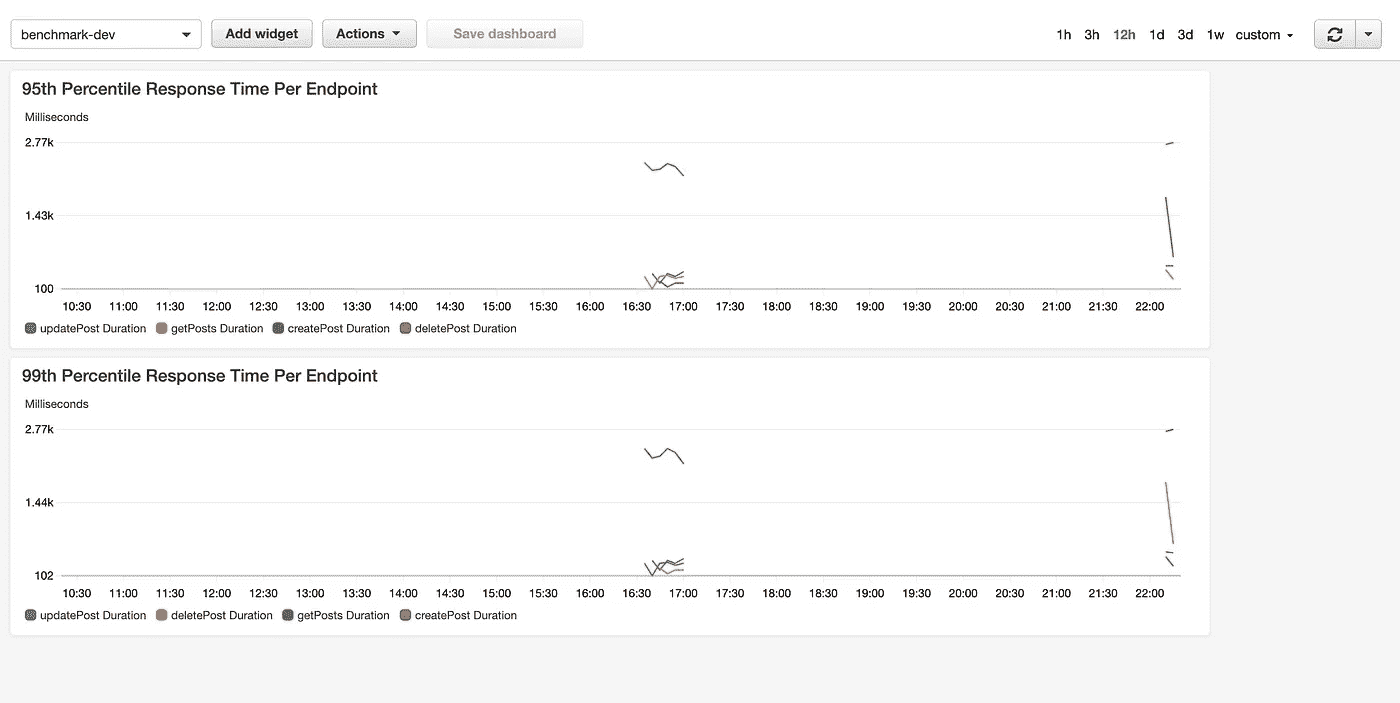 benchmark-dev Add widget Actions Save dashboard 1h 3h 12h 1d 3d 1w custom
95th Percentile Response Time Per Endpoint
Milliseconds
2.77k
1.43k
100
10:30 11:00 11:30 12:00 12:30 13:00 13:30 14:00 14:30 15:00 15:30 16:00 16:30 17:00 17:30 18:00 18:30 19:00 19:30 20:00 20:30 21:00 21:30 22:00
updatePost Duration getPosts Duration createPost Duration deletePost Duration
99th Percentile Response Time Per Endpoint
Milliseconds
2.77k
1.44k
102
10:30 11:00 11:30 12:00 12:30 13:00 13:30 14:00 14:30 15:00 15:30 16:00 16:30 17:00 17:30 18:00 18:30 19:00 19:30 20:00 20:30 21:00 21:30 22:00
updatePost Duration deletePost Duration getPosts Duration createPost Duration